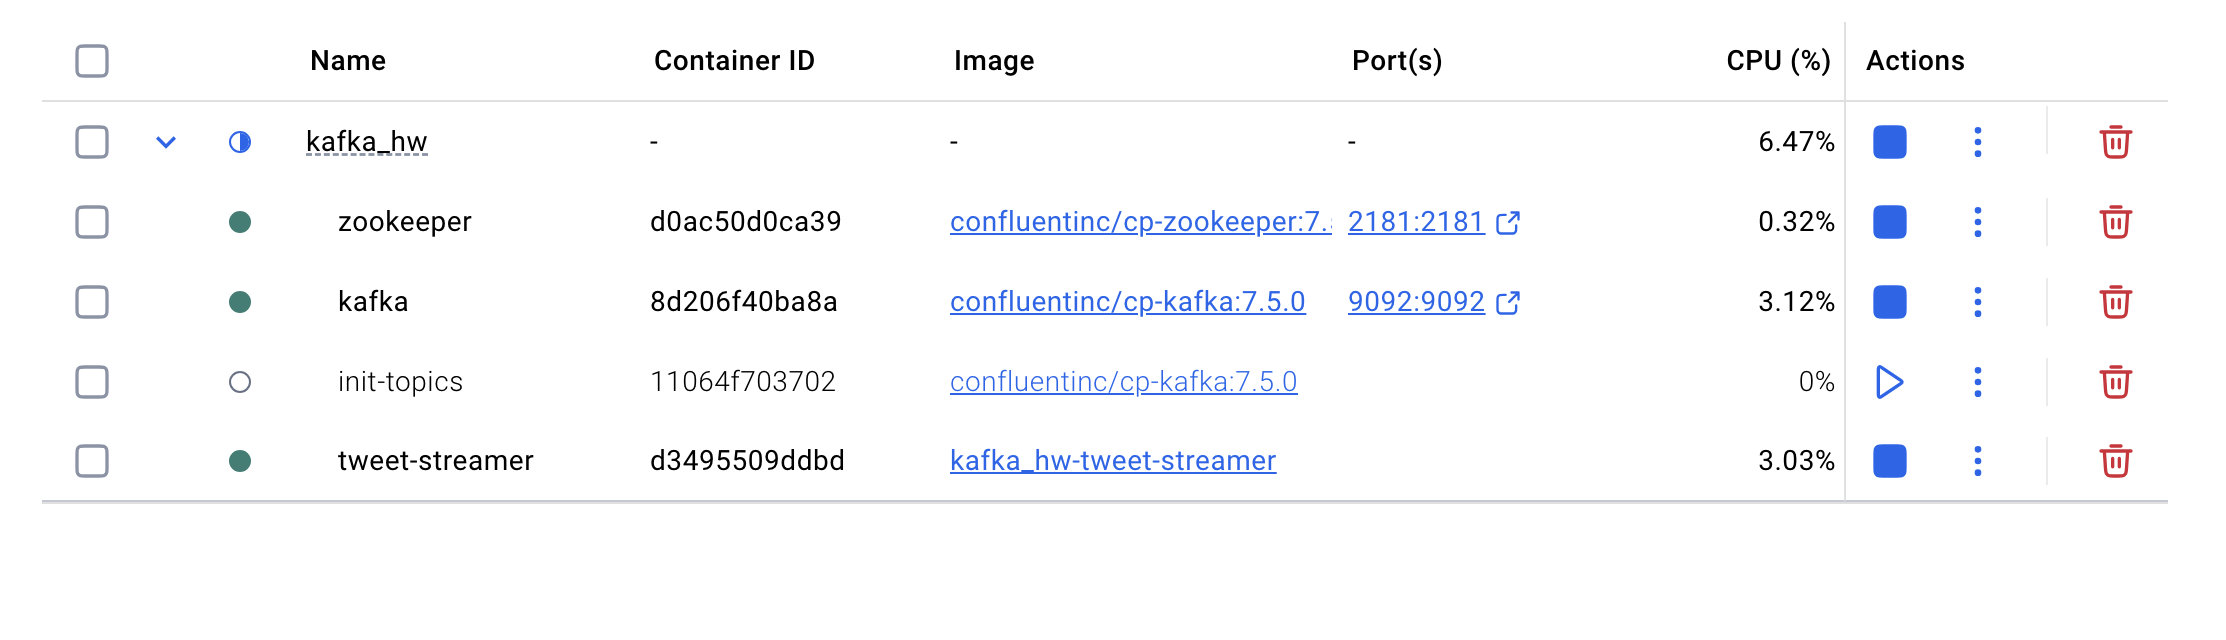 Name Container ID Image Port(s) CPU (%) Actions
kafka_hw - - - 6.47%
zookeeper d0ac50d0ca39 confluentinc/cp-zookeeper:7. 2181:2181 0.32%
kafka 8d206f40ba8a confluentinc/cp-kafka:7.5.0 9092:9092 3.12%
init-topics 11064f703702 confluentinc/cp-kafka:7.5.0 0%
tweet-streamer d3495509ddbd kafka_hw-tweet-streamer 3.03%